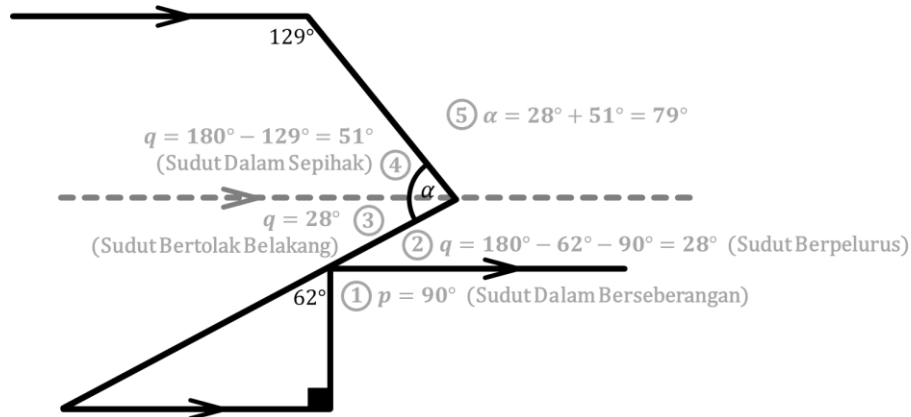 129°
⑤ α = 28° + 51° = 79°
q = 180° − 129° = 51°
(Sudut Dalam Sepihak) ④
α
q = 28° ③
(Sudut Bertolak Belakang)
② q = 180° − 62° − 90° = 28° (Sudut Berpelurus)
62°
① p = 90° (Sudut Dalam Berseberangan)